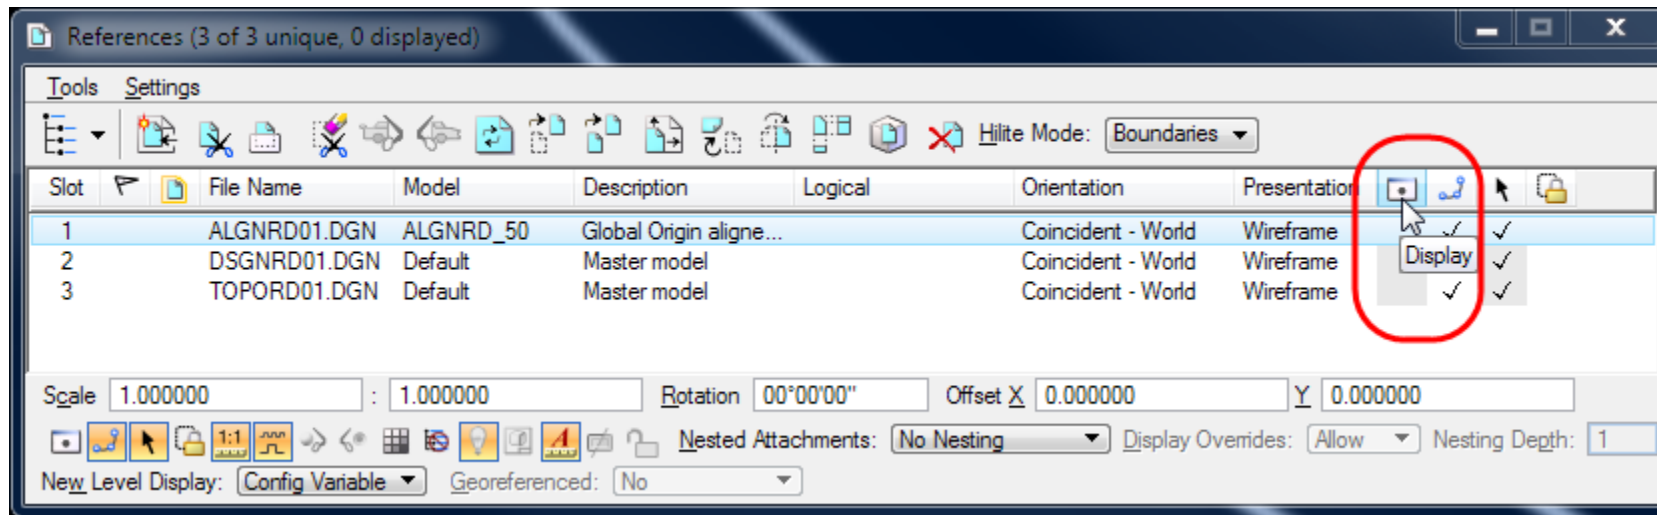 References (3 of 3 unique, 0 displayed)
Tools Settings
Hilite Mode: Boundaries
Slot File Name Model Description Logical Orientation Presentation
1 ALGNRD01.DGN ALGNRD_50 Global Origin aligne... Coincident - World Wireframe
Display
2 DSGNRD01.DGN Default Master model Coincident - World Wireframe
3 TOPORD01.DGN Default Master model Coincident - World Wireframe
Scale 1.000000 : 1.000000 Rotation 00°00'00" Offset X 0.000000 Y 0.000000
1:1 A Nested Attachments: No Nesting Display Overrides: Allow Nesting Depth: 1
New Level Display: Config Variable Georeferenced: No